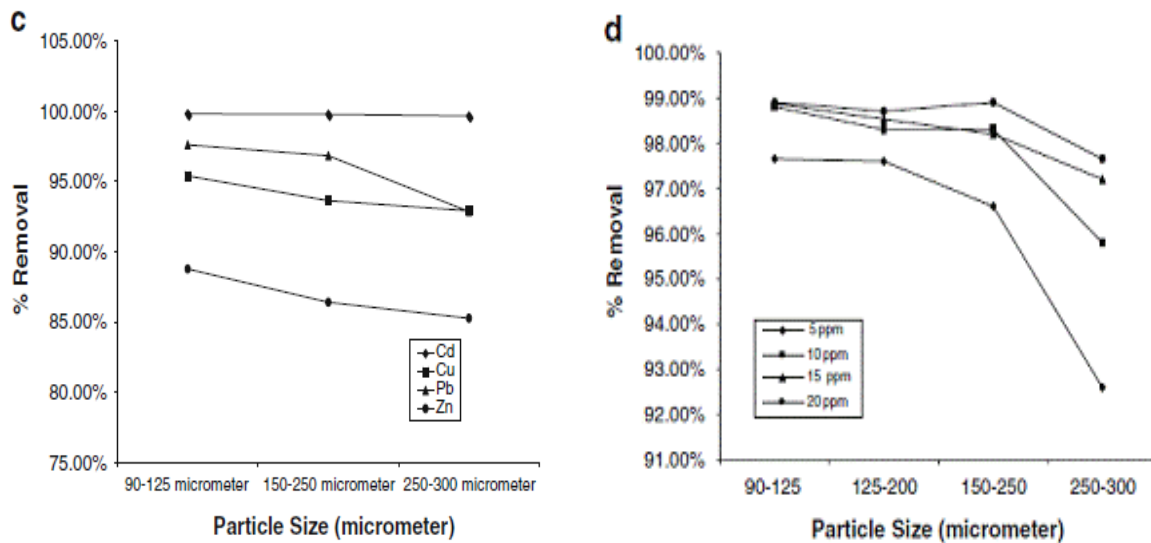 c
105.00%
100.00%
95.00%
90.00%
85.00%
80.00%
75.00%
% Removal
Cd
Cu
Pb
Zn
90-125 micrometer
150-250 micrometer
250-300 micrometer
Particle Size (micrometer)
d
100.00%
99.00%
98.00%
97.00%
96.00%
95.00%
94.00%
93.00%
92.00%
91.00%
% Removal
5 ppm
10 ppm
15 ppm
20 ppm
90-125
125-200
150-250
250-300
Particle Size (micrometer)